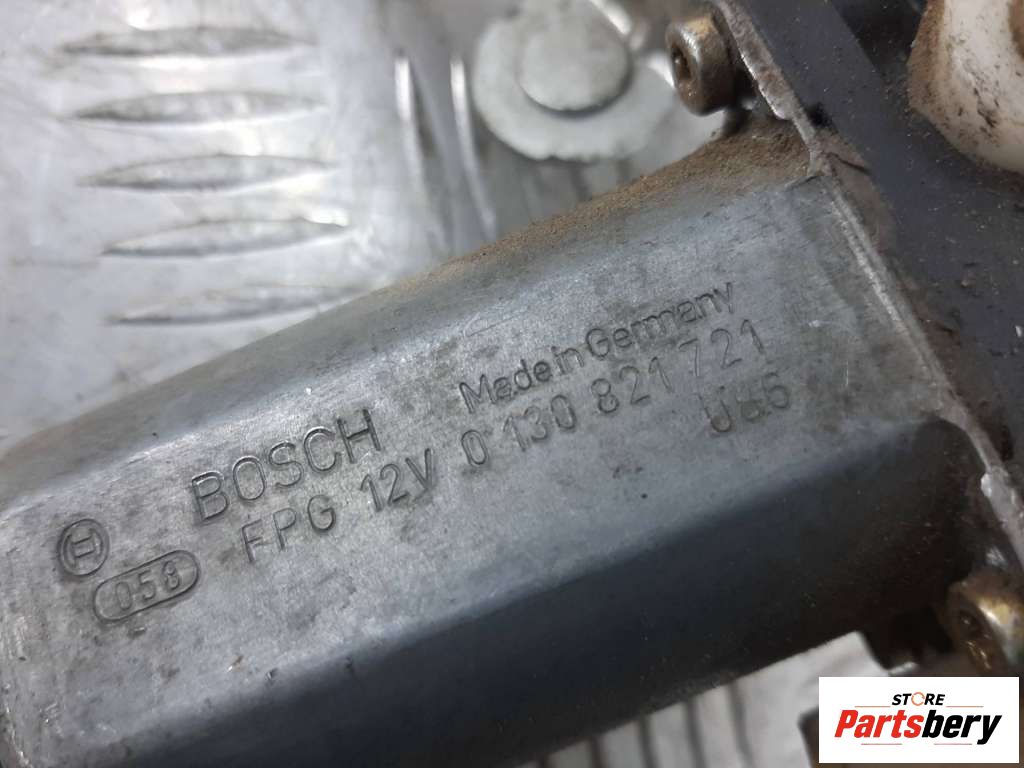 Made in Germany
BOSCH
FPG 12V 0 130 821 721
058
STORE
Partsbery